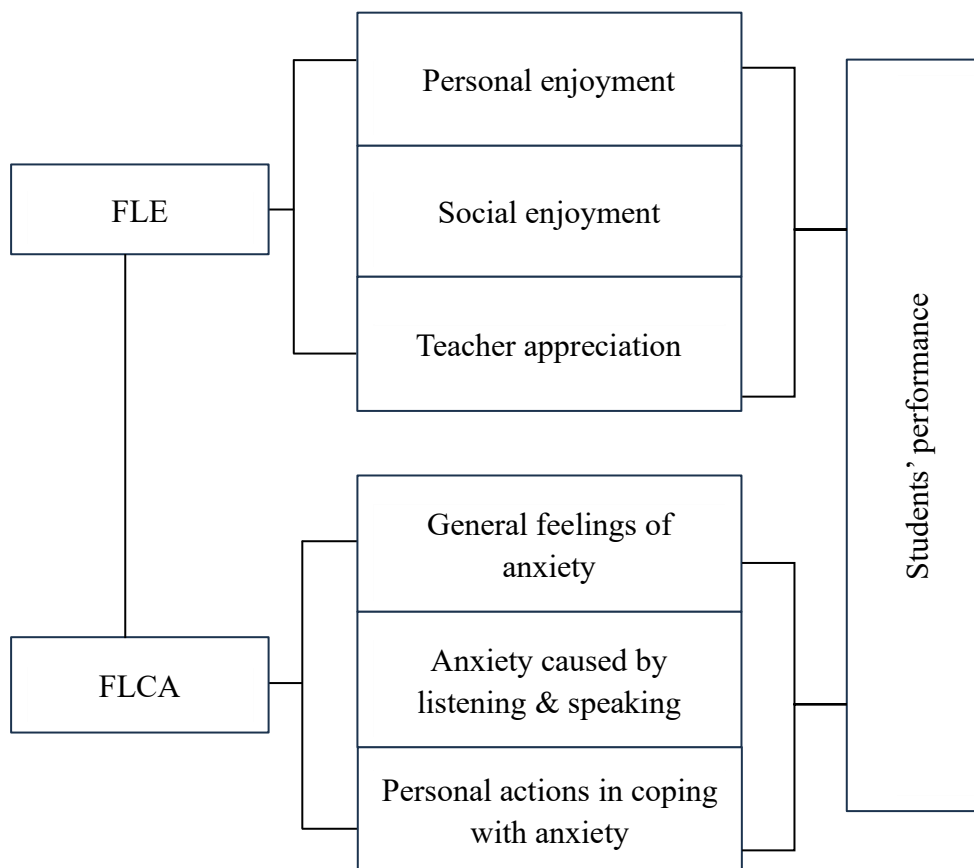 FLE
Personal enjoyment
Social enjoyment
Teacher appreciation
FLCA
General feelings of
anxiety
Anxiety caused by
listening & speaking
Personal actions in coping
with anxiety
Students’ performance